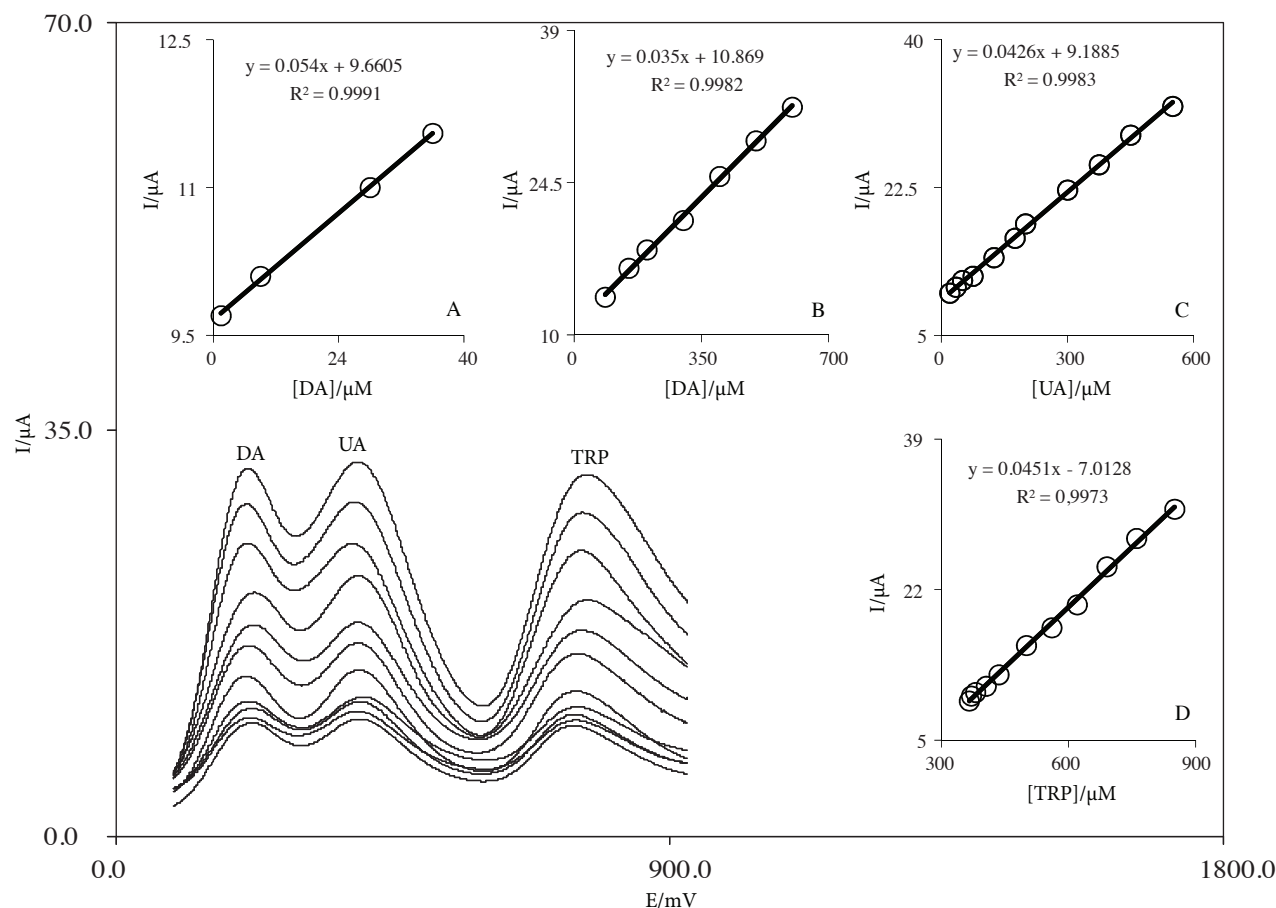 70.0
12.5
y = 0.054x + 9.6605
R² = 0.9991
11
I/μA
9.5
A
0 24 40
[DA]/μM
39
y = 0.035x + 10.869
R² = 0.9982
24.5
I/μA
10
B
0 350 700
[DA]/μM
40
y = 0.0426x + 9.1885
R² = 0.9983
22.5
I/μA
5
C
0 300 600
[UA]/μM
I/μA
35.0
DA
UA
TRP
39
y = 0.0451x - 7.0128
R² = 0,9973
22
I/μA
5
D
300 600 900
[TRP]/μM
0.0
0.0 900.0 1800.0
E/mV